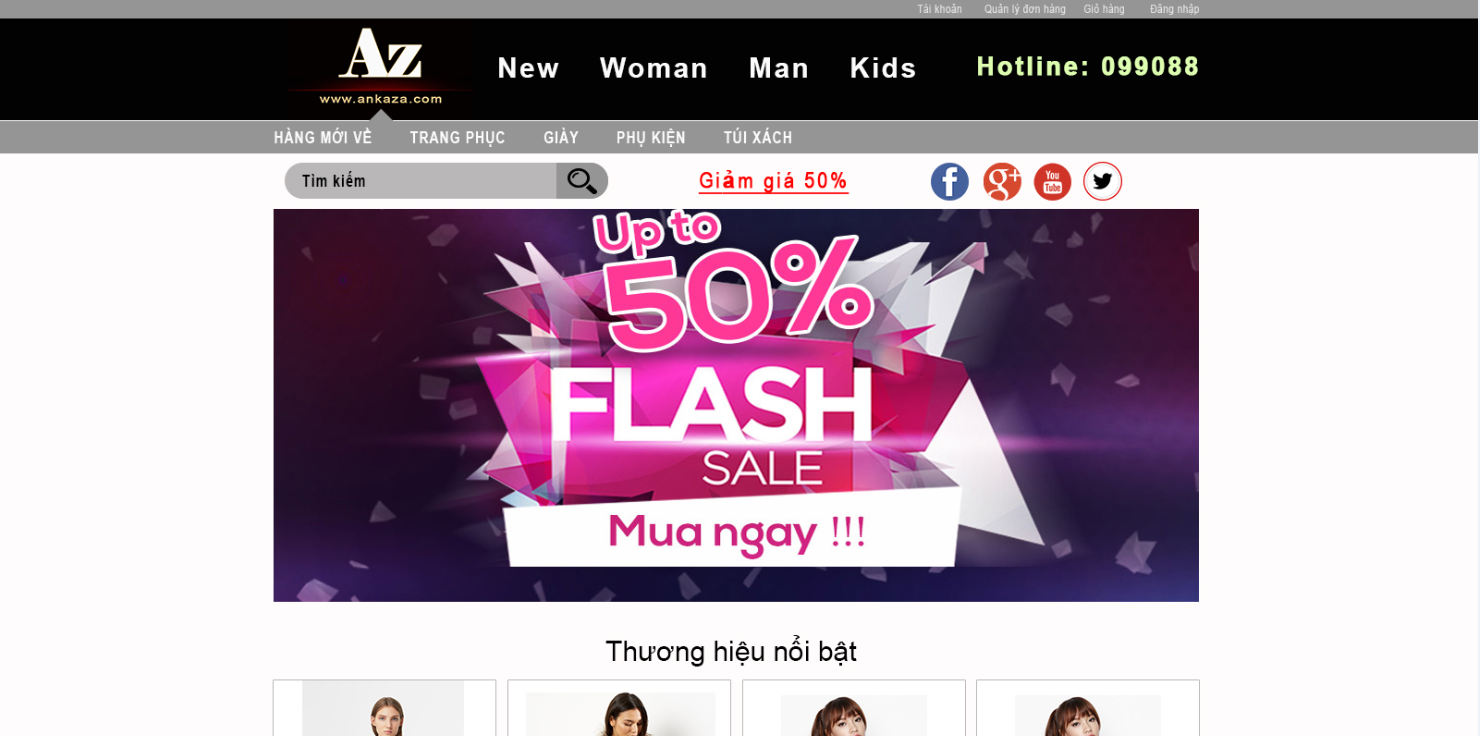 Tài khoản Quản lý đơn hàng Giỏ hàng Đăng nhập
Az
www.ankaza.com
New Woman Man Kids
Hotline: 099088
HÀNG MỚI VỀ TRANG PHỤC GIÀY PHỤ KIỆN TÚI XÁCH
Tìm kiếm
Giảm giá 50%
f
g+
You
Tube
Up to
50%
FLASH
SALE
Mua ngay !!!
Thương hiệu nổi bật